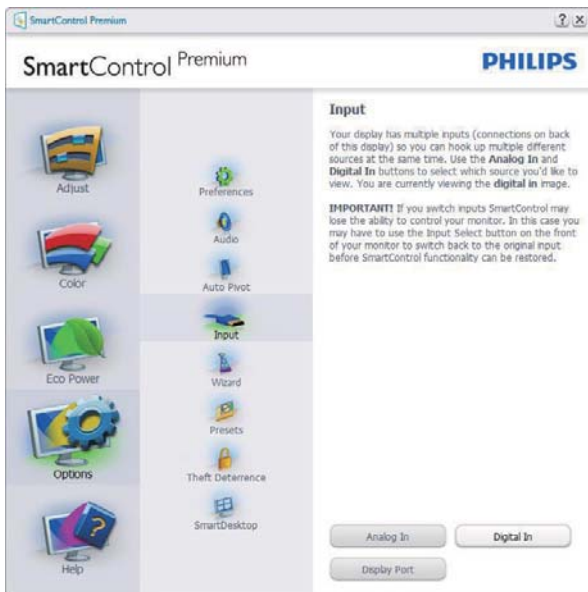 SmartControl Premium
SmartControl Premium
PHILIPS
Adjust
Color
Eco Power
Options
Help
Preferences
Audio
Auto Pivot
Input
Wizard
Presets
Theft Deterrence
SmartDesktop
Input
Your display has multiple inputs (connections on back
of this display) so you can hook up multiple different
sources at the same time. Use the Analog In and
Digital In buttons to select which source you'd like to
view. You are currently viewing the digital in image.
IMPORTANT! If you switch inputs SmartControl may
lose the ability to control your monitor. In this case you
may have to use the Input Select button on the front
of your monitor to switch back to the original input
before SmartControl functionality can be restored.
Analog In
Digital In
Display Port